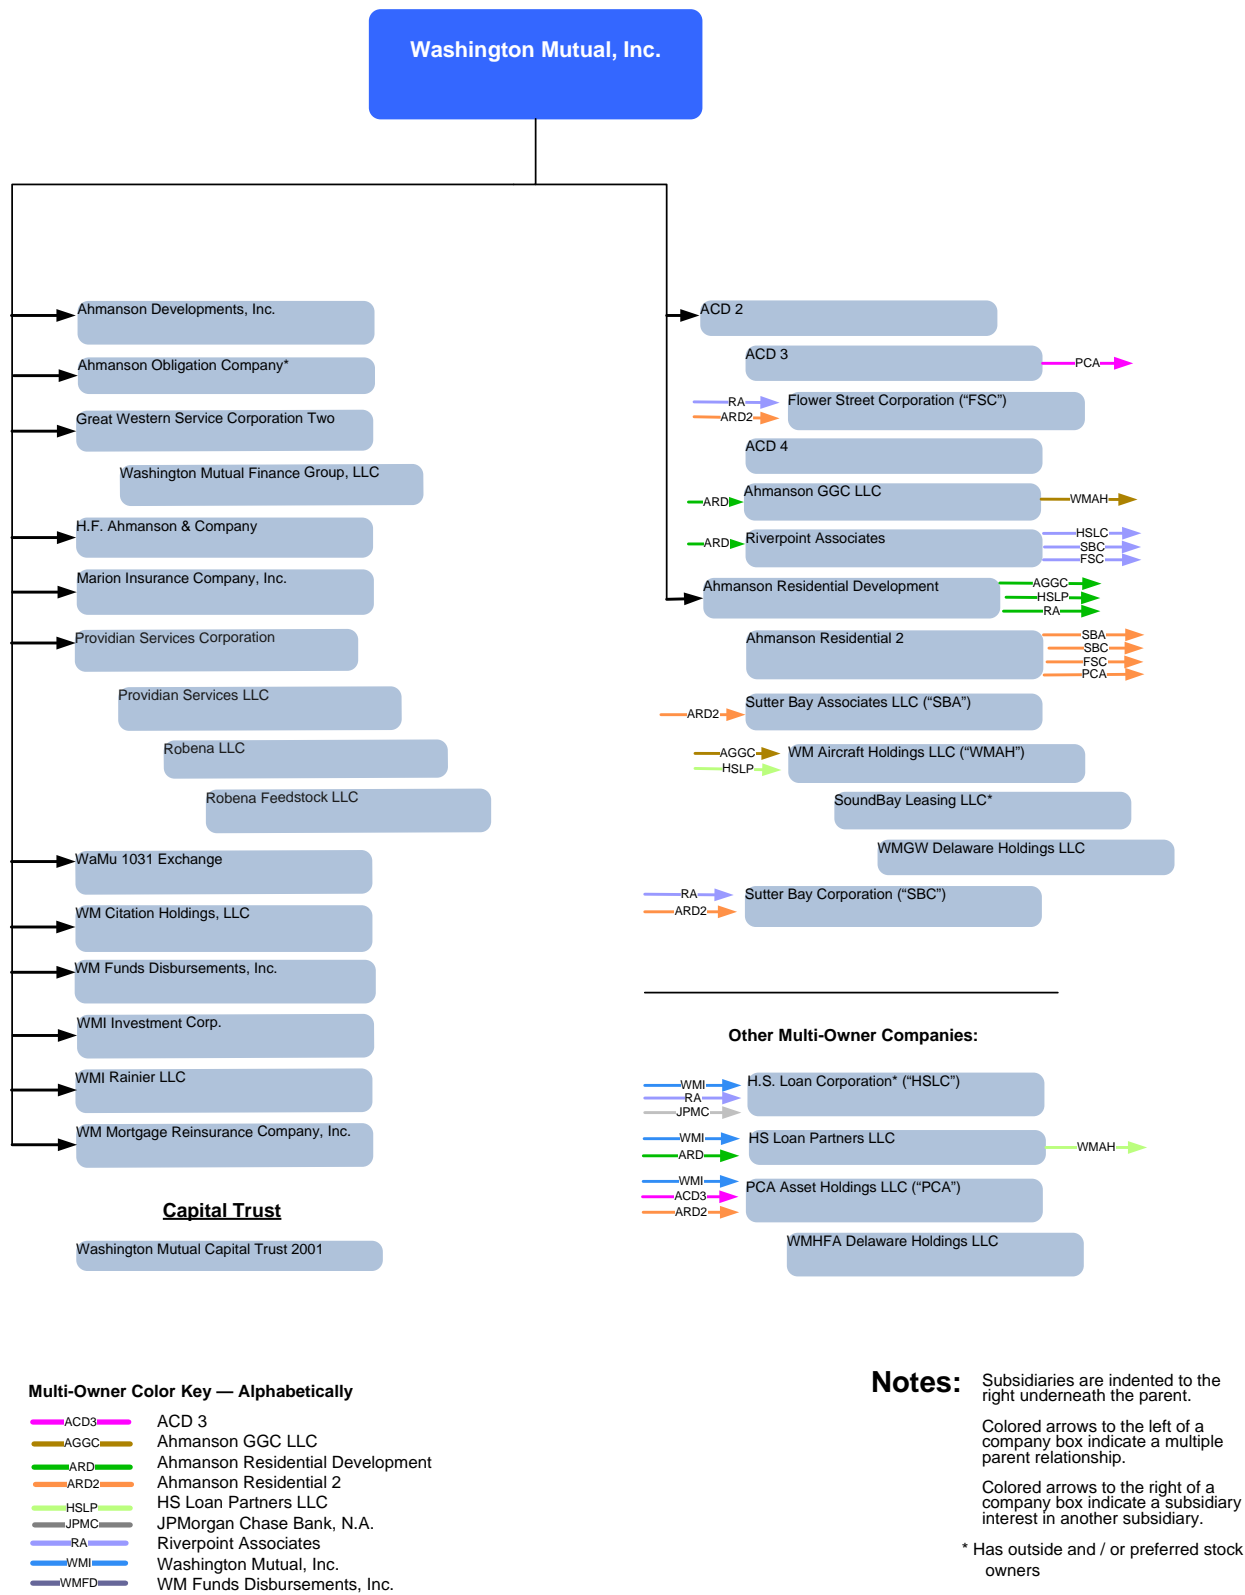 Washington Mutual, Inc.
Ahmanson Developments, Inc.
Ahmanson Obligation Company*
Great Western Service Corporation Two
Washington Mutual Finance Group, LLC
H.F. Ahmanson & Company
Marion Insurance Company, Inc.
Providian Services Corporation
Providian Services LLC
Robena LLC
Robena Feedstock LLC
WaMu 1031 Exchange
WM Citation Holdings, LLC
WM Funds Disbursements, Inc.
WMI Investment Corp.
WMI Rainier LLC
WM Mortgage Reinsurance Company, Inc.
Capital Trust
Washington Mutual Capital Trust 2001
ACD 2
ACD 3
PCA
RA
ARD2
Flower Street Corporation (“FSC”)
ACD 4
ARD
Ahmanson GGC LLC
WMAH
ARD
Riverpoint Associates
HSLC
SBC
FSC
Ahmanson Residential Development
AGGC
HSLP
RA
Ahmanson Residential 2
SBA
SBC
FSC
PCA
ARD2
Sutter Bay Associates LLC (“SBA”)
AGGC
HSLP
WM Aircraft Holdings LLC (“WMAH”)
SoundBay Leasing LLC*
WMGW Delaware Holdings LLC
RA
ARD2
Sutter Bay Corporation (“SBC”)
Other Multi-Owner Companies:
WMI
RA
JPMC
H.S. Loan Corporation* (“HSLC”)
WMI
ARD
HS Loan Partners LLC
WMAH
WMI
ACD3
ARD2
PCA Asset Holdings LLC (“PCA”)
WMHFA Delaware Holdings LLC
Multi-Owner Color Key — Alphabetically
ACD3 ACD 3
AGGC Ahmanson GGC LLC
ARD Ahmanson Residential Development
ARD2 Ahmanson Residential 2
HSLP HS Loan Partners LLC
JPMC JPMorgan Chase Bank, N.A.
RA Riverpoint Associates
WMI Washington Mutual, Inc.
WMFD WM Funds Disbursements, Inc.
Notes: Subsidiaries are indented to the
right underneath the parent.
Colored arrows to the left of a
company box indicate a multiple
parent relationship.
Colored arrows to the right of a
company box indicate a subsidiary
interest in another subsidiary.
* Has outside and / or preferred stock
owners